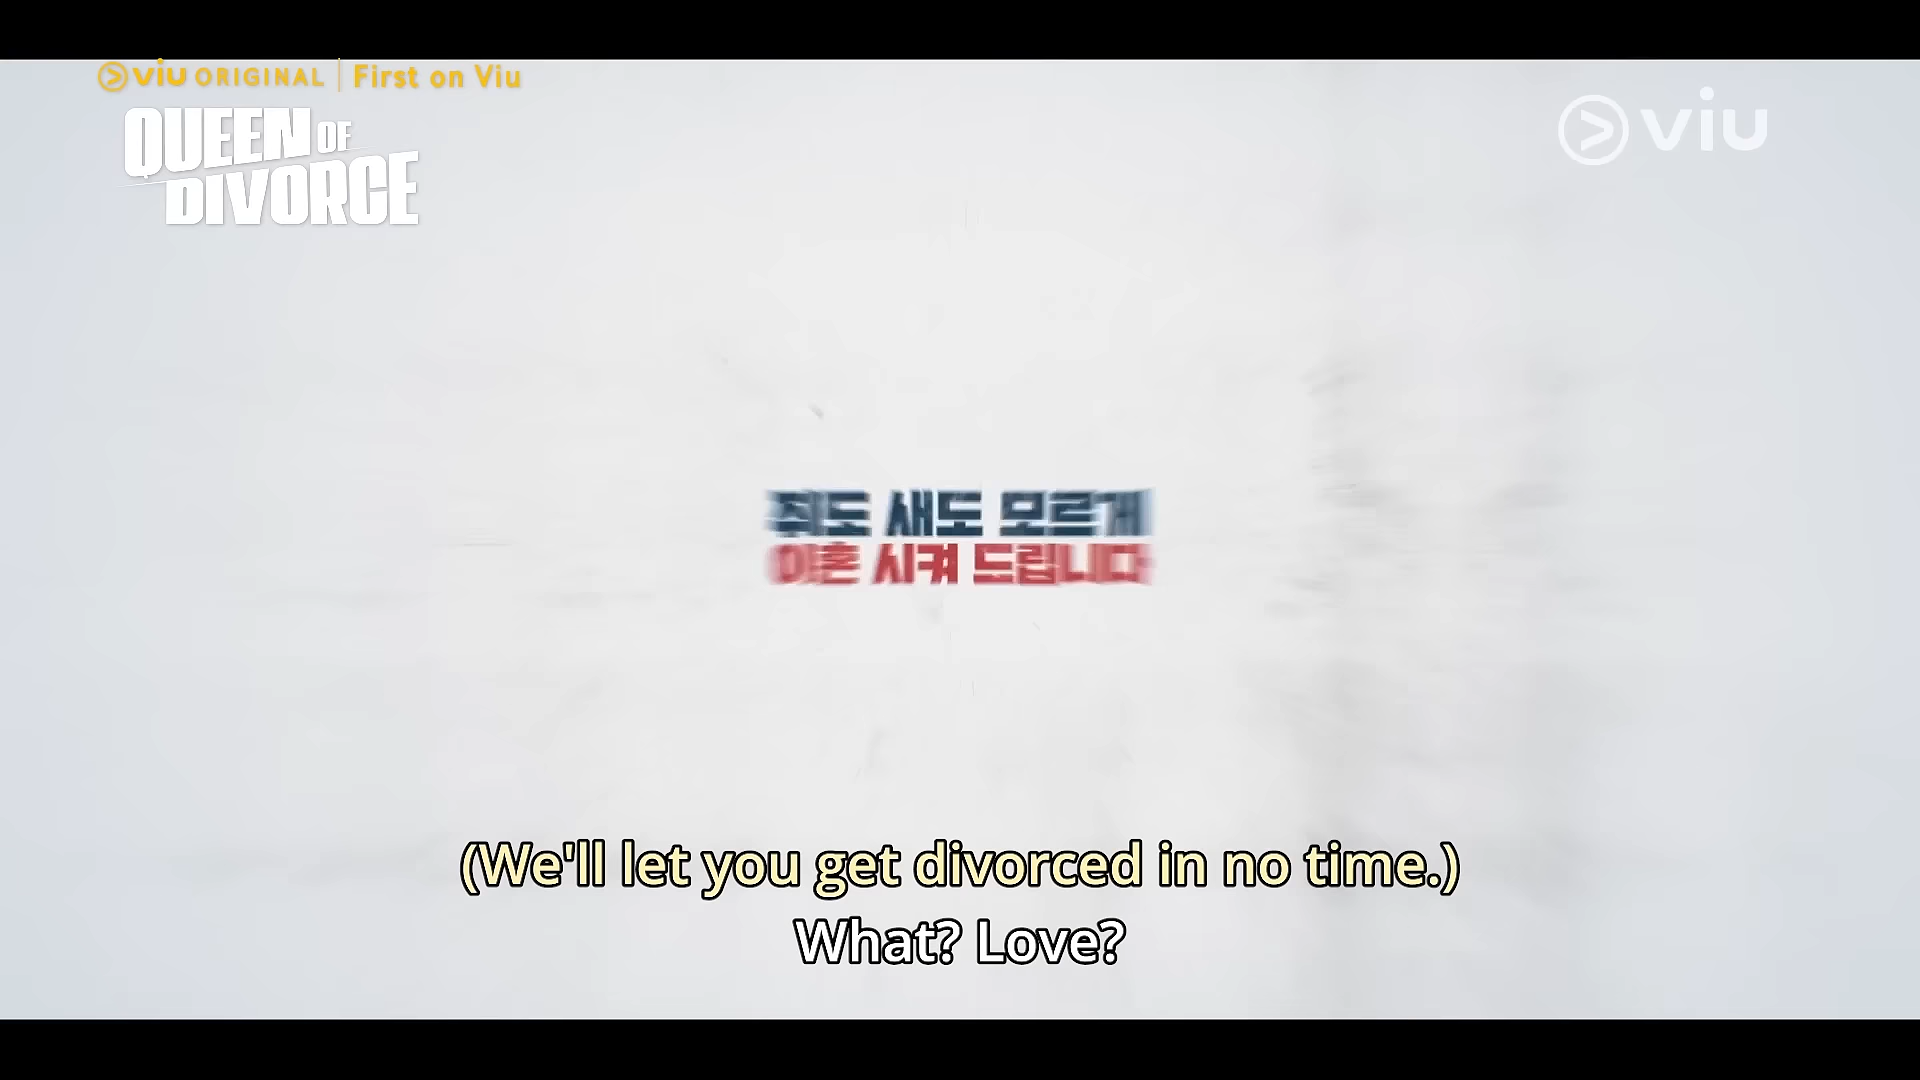 viu ORIGINAL | First on Viu
QUEEN OF
DIVORCE
viu
쥐도 새도 모르게
이혼 시켜 드립니다
(We'll let you get divorced in no time.)
What? Love?